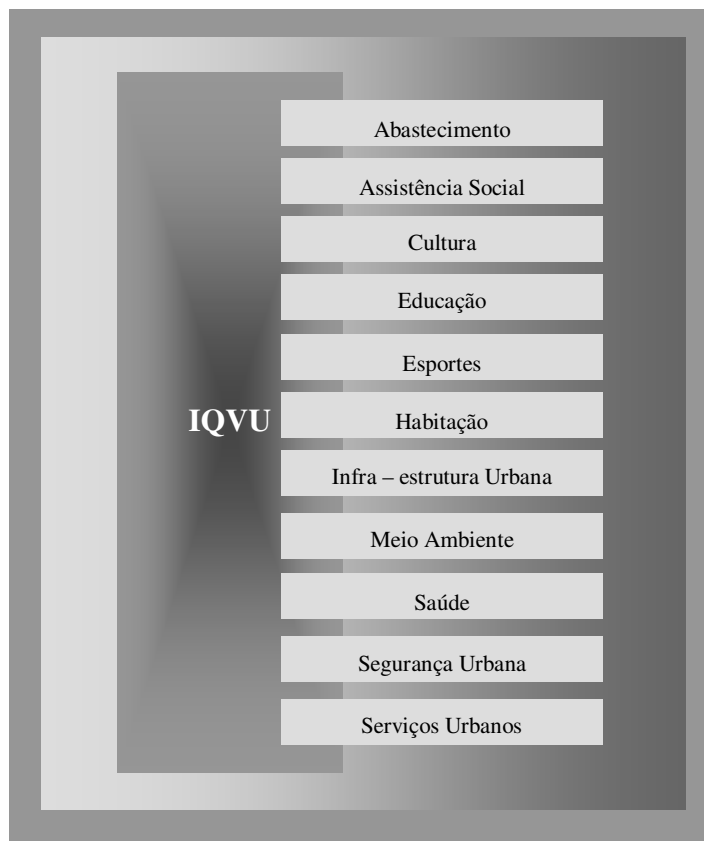 Abastecimento
Assistência Social
Cultura
Educação
Esportes
IQVU
Habitação
Infra – estrutura Urbana
Meio Ambiente
Saúde
Segurança Urbana
Serviços Urbanos